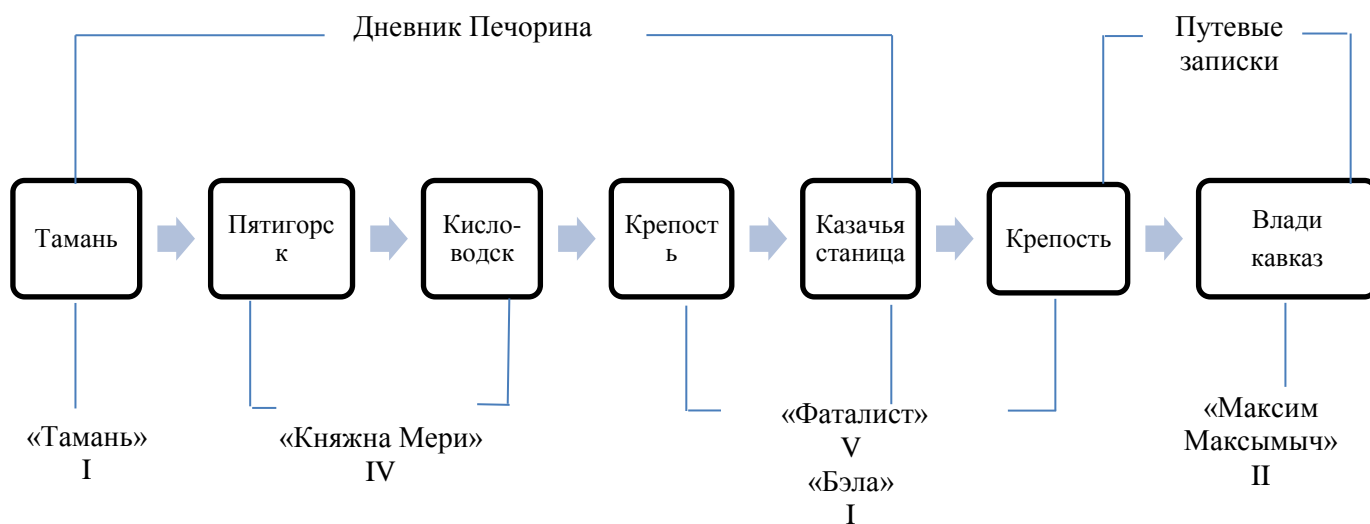 Дневник Печорина
Путевые
записки
Тамань
Пятигорс
к
Кисло-
водск
Крепост
ь
Казачья
станица
Крепость
Влади
кавказ
«Тамань»
I
«Княжна Мери»
IV
«Фаталист»
V
«Бэла»
I
«Максим
Максымыч»
II